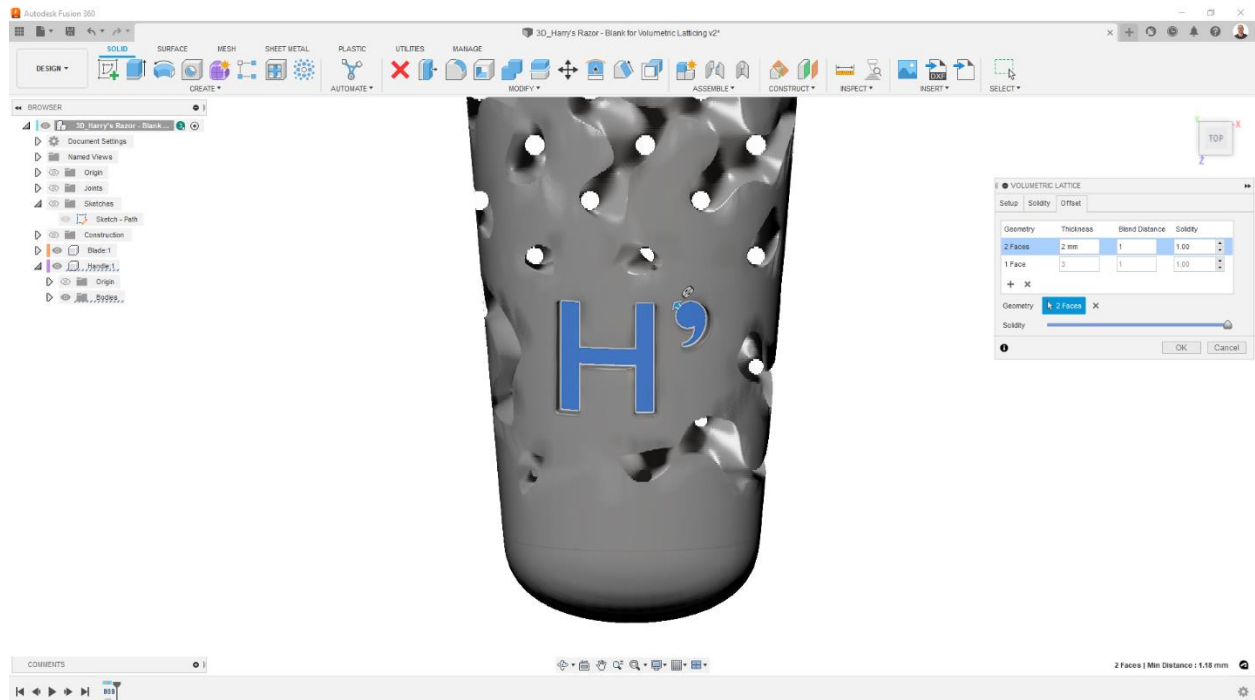 Autodesk Fusion 360
3D_Harry's Razor - Blank for Volumetric Latticing v2*
SOLID SURFACE MESH SHEET METAL PLASTIC UTILITIES MANAGE
DESIGN
CREATE AUTOMATE MODIFY ASSEMBLE CONSTRUCT INSPECT INSERT SELECT
DXF
BROWSER
3D_Harry's Razor - Blank ...
Document Settings
Named Views
Origin
Joints
Sketches
Sketch - Path
Construction
Blade:1
Handle:1
Origin
Bodies
H’
TOP
X
Z
VOLUMETRIC LATTICE
Setup Solidity Offset
Geometry Thickness Blend Distance Solidity
2 Faces 2 mm 1 1.00
1 Face 3 1 1.00
Geometry 2 Faces
Solidity
OK Cancel
COMMENTS
2 Faces | Min Distance : 1.18 mm